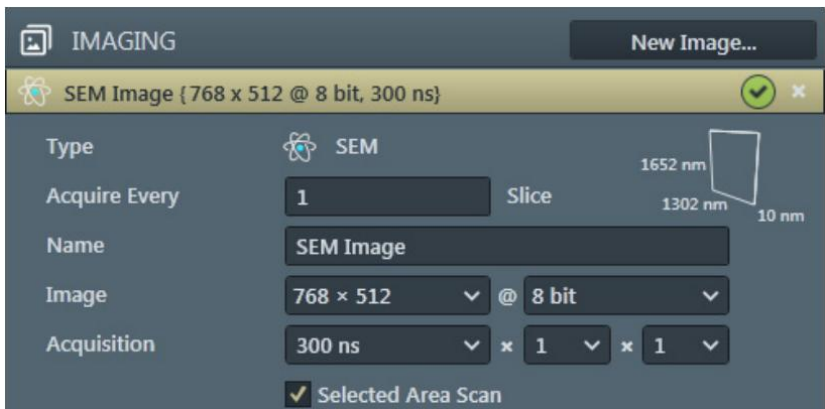 IMAGING
New Image...
SEM Image {768 x 512 @ 8 bit, 300 ns}
Type SEM
1652 nm
Acquire Every 1 Slice
1302 nm
10 nm
Name SEM Image
Image 768 × 512 @ 8 bit
Acquisition 300 ns × 1 × 1
Selected Area Scan